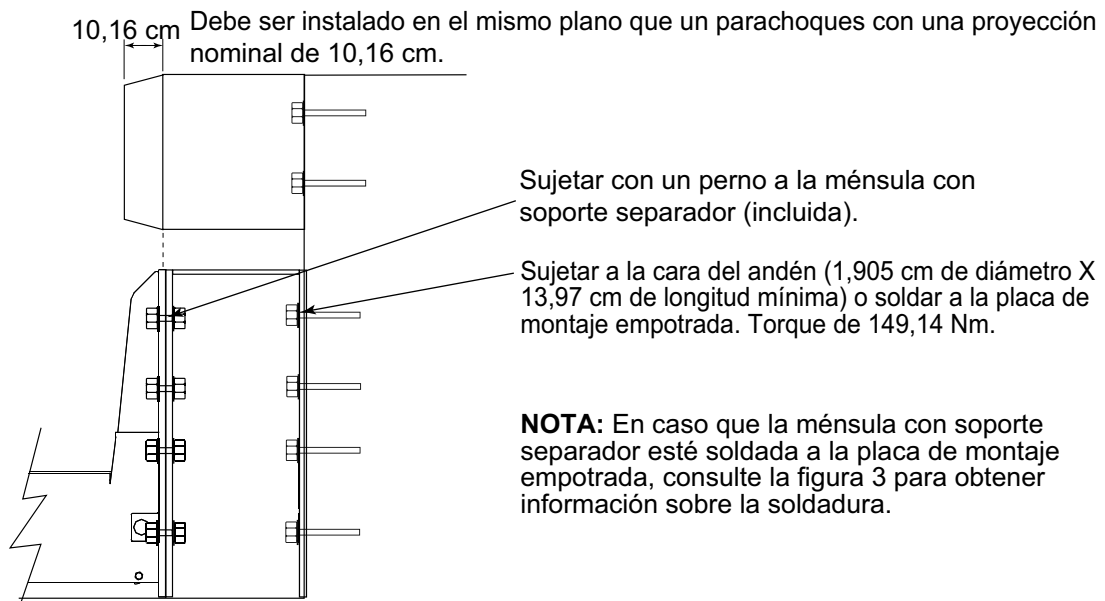 10,16 cm
Debe ser instalado en el mismo plano que un parachoques con una proyección
nominal de 10,16 cm.
Sujetar con un perno a la ménsula con
soporte separador (incluida).
Sujetar a la cara del andén (1,905 cm de diámetro X
13,97 cm de longitud mínima) o soldar a la placa de
montaje empotrada. Torque de 149,14 Nm.
NOTA: En caso que la ménsula con soporte
separador esté soldada a la placa de montaje
empotrada, consulte la figura 3 para obtener
información sobre la soldadura.